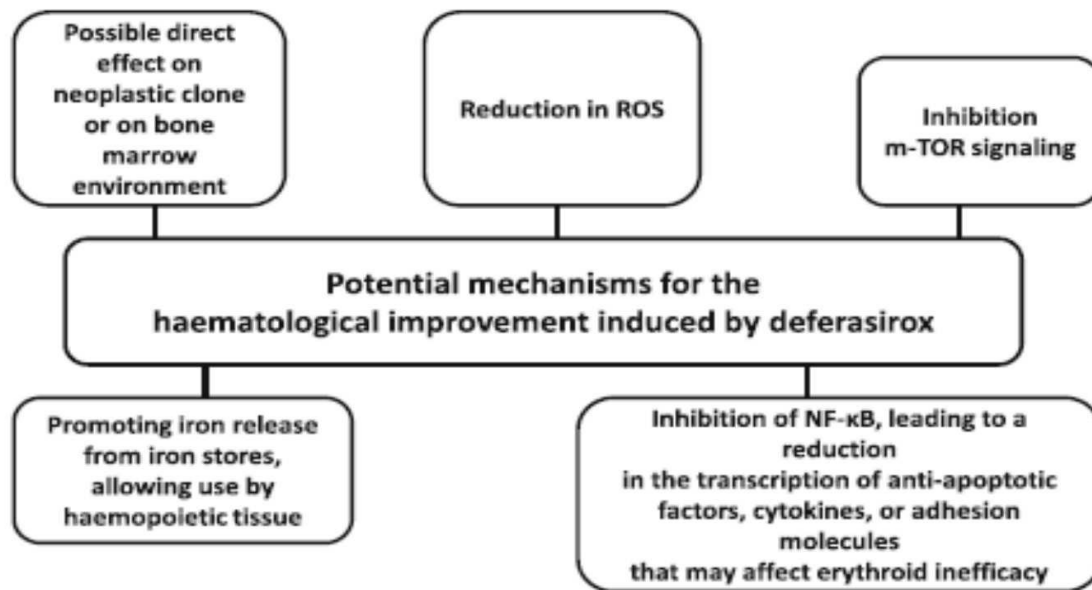 Possible direct
effect on
neoplastic clone
or on bone
marrow
environment
Reduction in ROS
Inhibition
m-TOR signaling
Potential mechanisms for the
haematological improvement induced by deferasirox
Promoting iron release
from iron stores,
allowing use by
haemopoietic tissue
Inhibition of NF-κB, leading to a
reduction
in the transcription of anti-apoptotic
factors, cytokines, or adhesion
molecules
that may affect erythroid inefficacy